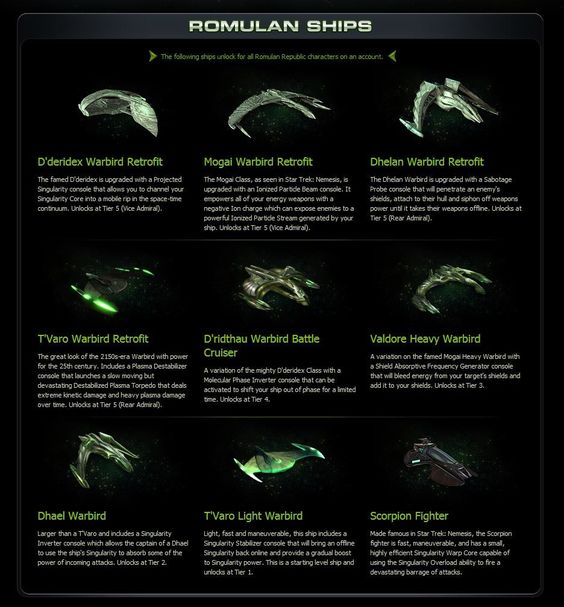 ROMULAN SHIPS
The following ships unlock for all Romulan Republic characters on an account.
D'deridex Warbird Retrofit
The famed D'deridex is upgraded with a Projected
Singularity console that allows you to channel your
Singularity Core into a mobile rip in the space-time
continuum. Unlocks at Tier 5 (Vice Admiral).
Mogai Warbird Retrofit
The Mogai Class, as seen in Star Trek: Nemesis, is
upgraded with an Ionized Particle Beam console. It
empowers all of your energy weapons with a
negative Ion charge which can expose enemies to a
powerful Ionized Particle Stream generated by your
ship. Unlocks at Tier 5 (Vice Admiral).
Dhelan Warbird Retrofit
The Dhelan Warbird is upgraded with a Sabotage
Probe console that will penetrate an enemy's
shields, attach to their hull and siphon off weapons
power until it takes their weapons offline. Unlocks at
Tier 5 (Rear Admiral).
T'Varo Warbird Retrofit
The great look of the 2150s-era Warbird with power
for the 25th century. Includes a Plasma Destabilizer
console that launches a slow moving but
devastating Destabilized Plasma Torpedo that deals
extreme kinetic damage and heavy plasma damage
over time. Unlocks at Tier 5 (Rear Admiral).
D'ridthau Warbird Battle
Cruiser
A variation of the mighty D'deridex Class with a
Molecular Phase Inverter console that can be
activated to shift your ship out of phase for a limited
time. Unlocks at Tier 4.
Valdore Heavy Warbird
A variation on the famed Mogai Heavy Warbird with
a Shield Absorptive Frequency Generator console
that will bleed energy from your target's shields and
add it to your shields. Unlocks at Tier 3.
Dhael Warbird
Larger than a T'Varo and includes a Singularity
Inverter console which allows the captain of a Dhael
to use the ship's Singularity to absorb some of the
power of incoming attacks. Unlocks at Tier 2.
T'Varo Light Warbird
Light, fast and maneuverable, this ship includes a
Singularity Stabilizer console that will bring an offline
Singularity back online and provide a gradual boost
to Singularity power. This is a starting level ship and
unlocks at Tier 1.
Scorpion Fighter
Made famous in Star Trek: Nemesis, the Scorpion
fighter is fast, maneuverable, and has a small,
highly efficient Singularity Warp Core capable of
using the Singularity Overload ability to fire a
devastating barrage of attacks.